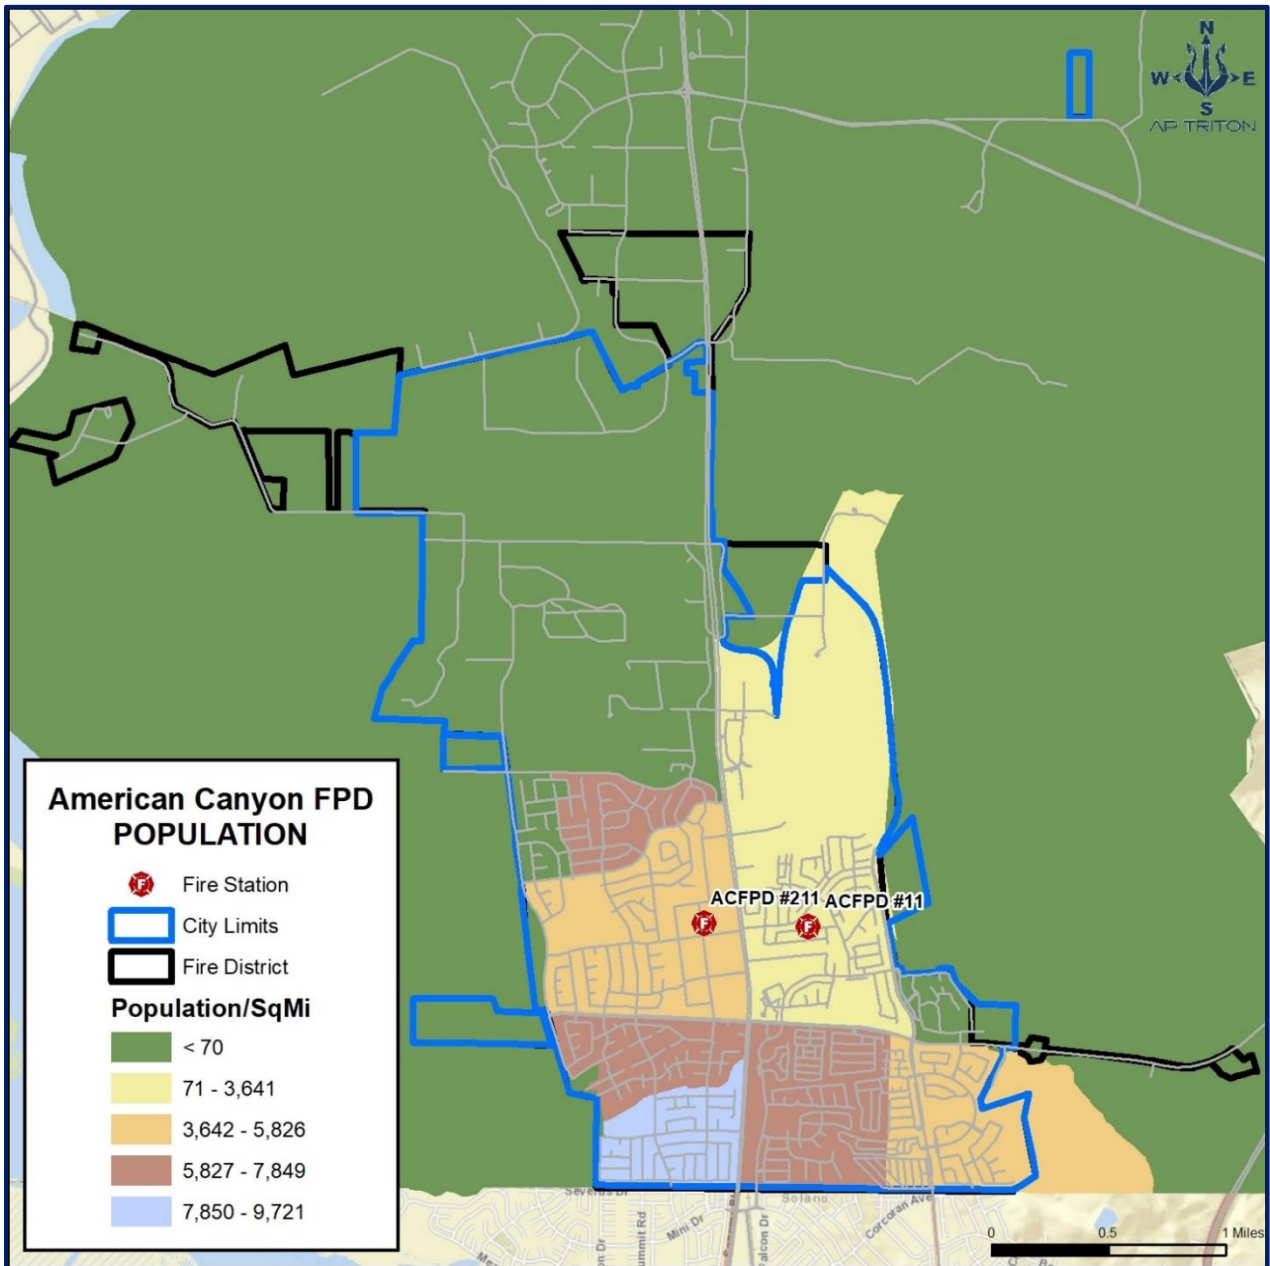 N
W E
S
AP TRITON
ACFPD #211 ACFPD #11
American Canyon FPD
POPULATION
F Fire Station
City Limits
Fire District
Population/SqMi
< 70
71 - 3,641
3,642 - 5,826
5,827 - 7,849
7,850 - 9,721
F
F
Severus Dr
Solano
Corcoran Ave
Mini Dr
Falcon Dr
0 0.5 1 Miles